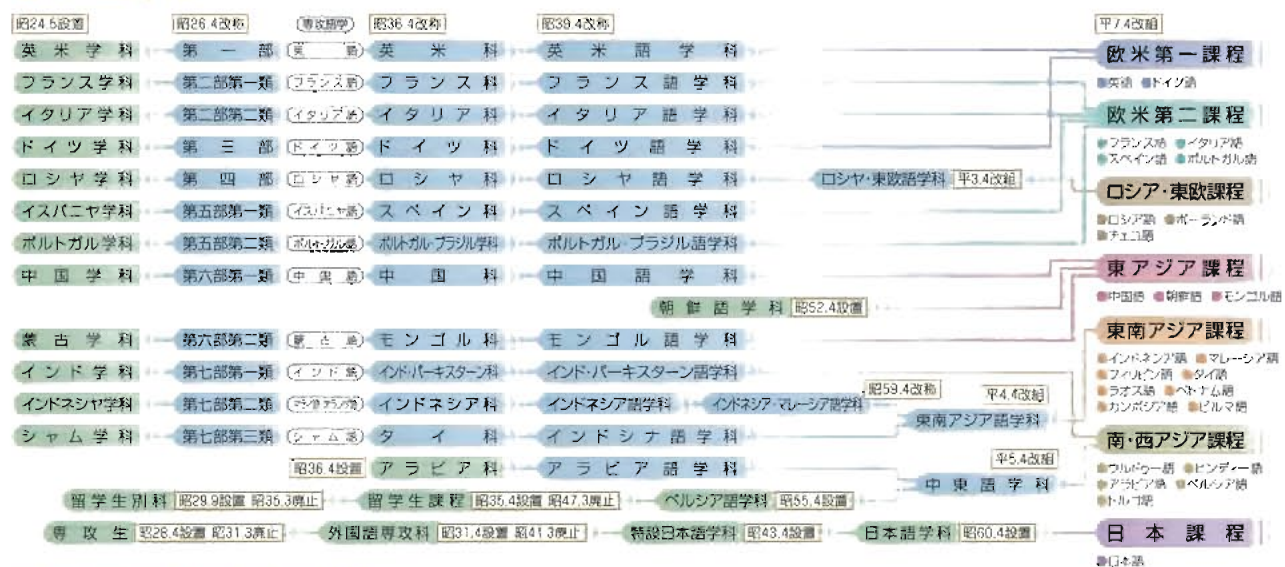 昭24.5設置 昭26.4改称 専攻語学 昭36.4改称 昭39.4改称 平7.4改組
英米学科 第一部 英語 英米科 英米語学科 欧米第一課程
英語 ドイツ語
フランス学科 第二部第一類 フランス語 フランス科 フランス語学科
イタリア学科 第二部第二類 イタリア語 イタリア科 イタリア語学科 欧米第二課程
フランス語 イタリア語
スペイン語 ポルトガル語
ドイツ学科 第三部 ドイツ語 ドイツ科 ドイツ語学科
ロシヤ学科 第四部 ロシヤ語 ロシヤ科 ロシヤ語学科 ロシヤ・東欧語学科 平3.4改組 ロシア・東欧課程
ロシア語 ポーランド語
チェコ語
イスパニヤ学科 第五部第一類 イスパニヤ語 スペイン科 スペイン語学科
ポルトガル学科 第五部第二類 ポルトガル語 ポルトガル・ブラジル学科 ポルトガル・ブラジル語学科
中国学科 第六部第一類 中国語 中国科 中国語学科 東アジア課程
中国語 朝鮮語 モンゴル語
朝鮮語学科 昭52.4設置
蒙古学科 第六部第二類 蒙古語 モンゴル科 モンゴル語学科 東南アジア課程
インドネシア語 マレーシア語
フィリピン語 タイ語
ラオス語 ベトナム語
カンボジア語 ビルマ語
インド学科 第七部第一類 インド語 インド・パーキスターン科 インド・パーキスターン語学科
インドネシヤ学科 第七部第二類 インドネシア科 インドネシア語学科 インドネシア・マレーシア語学科 昭59.4改称 平4.4改組
東南アジア語学科
シャム学科 第七部第三類 シャム語 タイ科 インドシナ語学科 南・西アジア課程
ウルドゥー語 ヒンディー語
アラビア語 ペルシア語
トルコ語
昭36.4設置 アラビア科 アラビア語学科 平5.4改組
中東語学科
留学生別科 昭29.9設置 昭35.3廃止 留学生課程 昭35.4設置 昭47.3廃止 ペルシア語学科 昭55.4設置
専攻生 昭28.4設置 昭31.3廃止 外国語専攻科 昭31.4設置 昭41.3廃止 特設日本語学科 昭43.4設置 日本語学科 昭60.4設置 日本課程
日本語